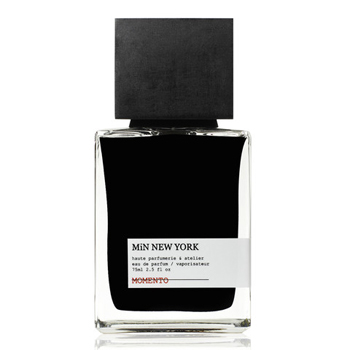 MiN NEW YORK
haute parfumerie & atelier
eau de parfum / vaporisateur
75ml 2.5 fl oz
MOMENTO